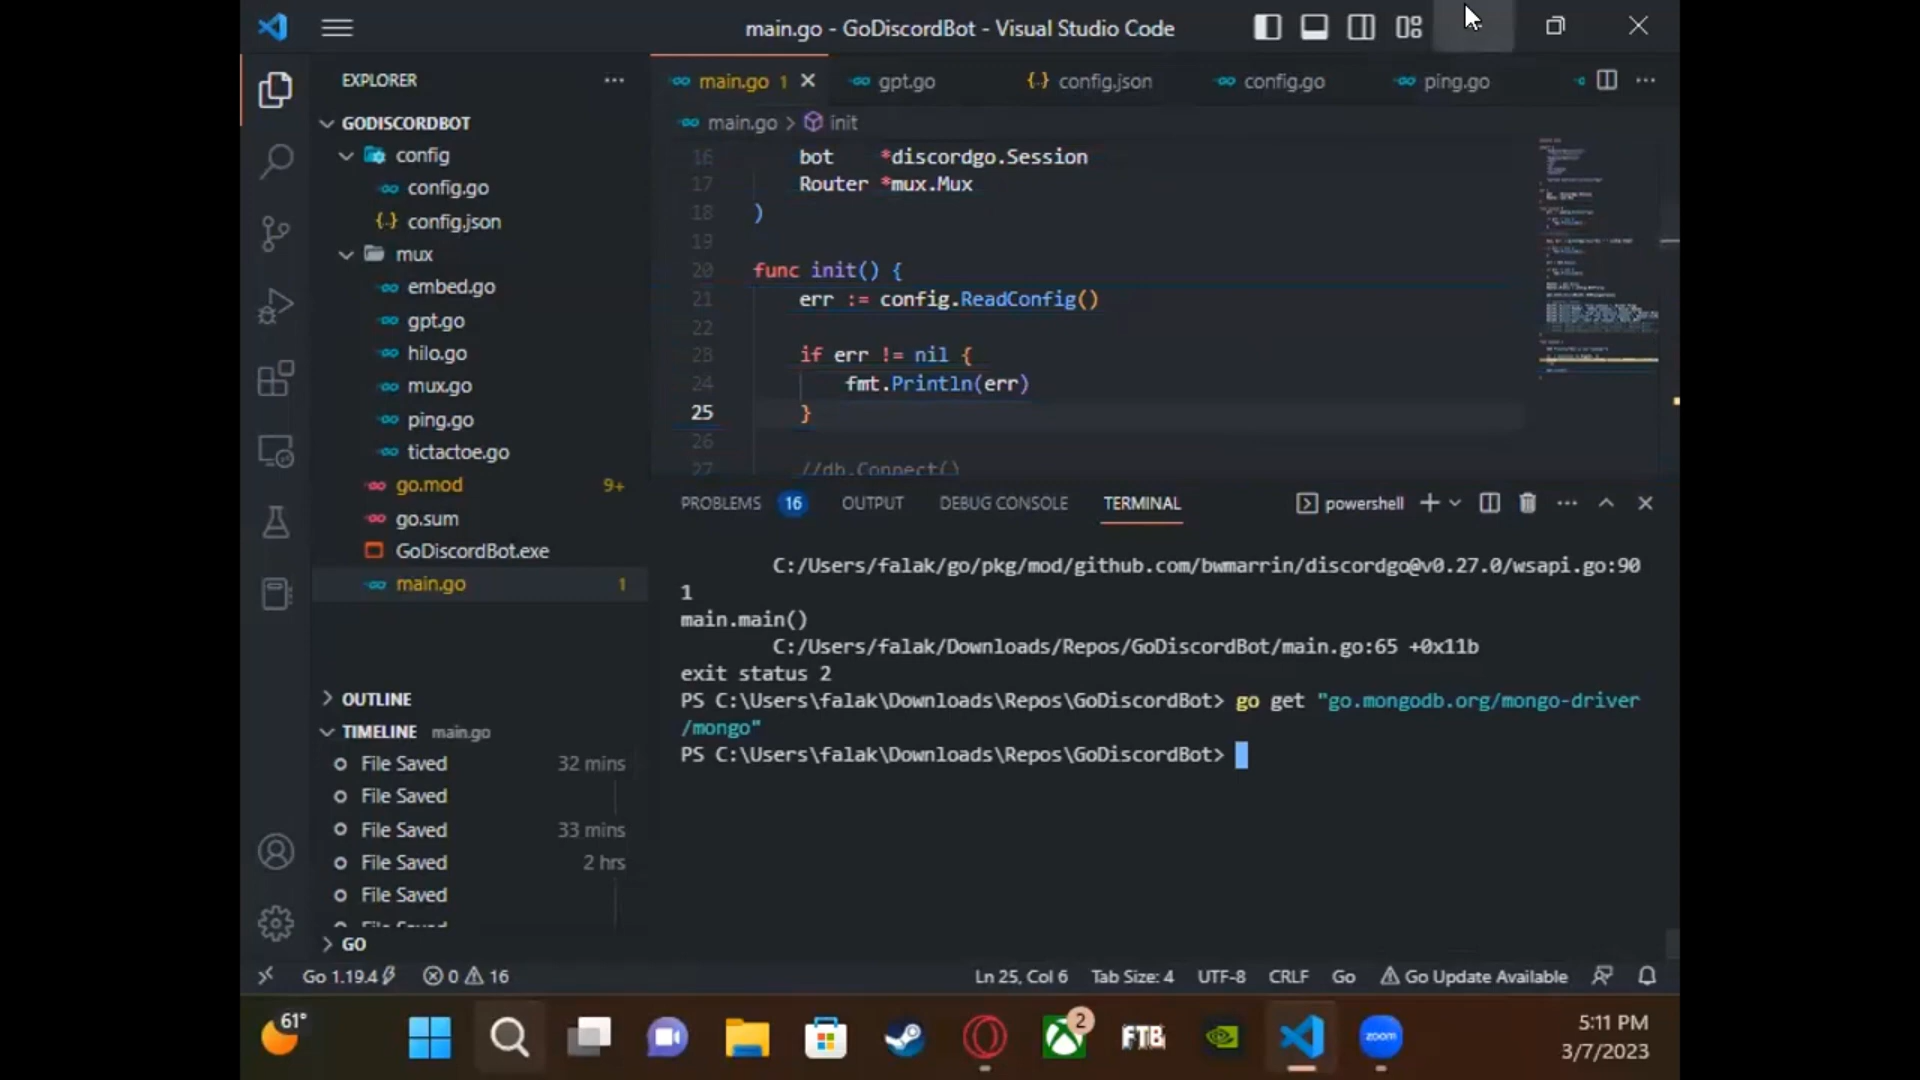 main.go - GoDiscordBot - Visual Studio Code
EXPLORER
GODISCORDBOT
config
config.go
config.json
mux
embed.go
gpt.go
hilo.go
mux.go
ping.go
tictactoe.go
go.mod 9+
go.sum
GoDiscordBot.exe
main.go 1
OUTLINE
TIMELINE main.go
File Saved 32 mins
File Saved
File Saved 33 mins
File Saved 2 hrs
File Saved
File Saved
GO
main.go 1 gpt.go {.} config.json config.go ping.go
main.go > init
16 bot *discordgo.Session
17 Router *mux.Mux
18 )
19
20 func init() {
21 err := config.ReadConfig()
22
23 if err != nil {
24 fmt.Println(err)
25 }
26
27 //db.Connect()
PROBLEMS 16 OUTPUT DEBUG CONSOLE TERMINAL powershell
C:/Users/falak/go/pkg/mod/github.com/bwmarrin/discordgo@v0.27.0/wsapi.go:90
1
main.main()
C:/Users/falak/Downloads/Repos/GoDiscordBot/main.go:65 +0x11b
exit status 2
PS C:\Users\falak\Downloads\Repos\GoDiscordBot> go get "go.mongodb.org/mongo-driver
/mongo"
PS C:\Users\falak\Downloads\Repos\GoDiscordBot>
Go 1.19.4 0 16 Ln 25, Col 6 Tab Size: 4 UTF-8 CRLF Go Go Update Available
61° 2 FTB zoom 5:11 PM
3/7/2023